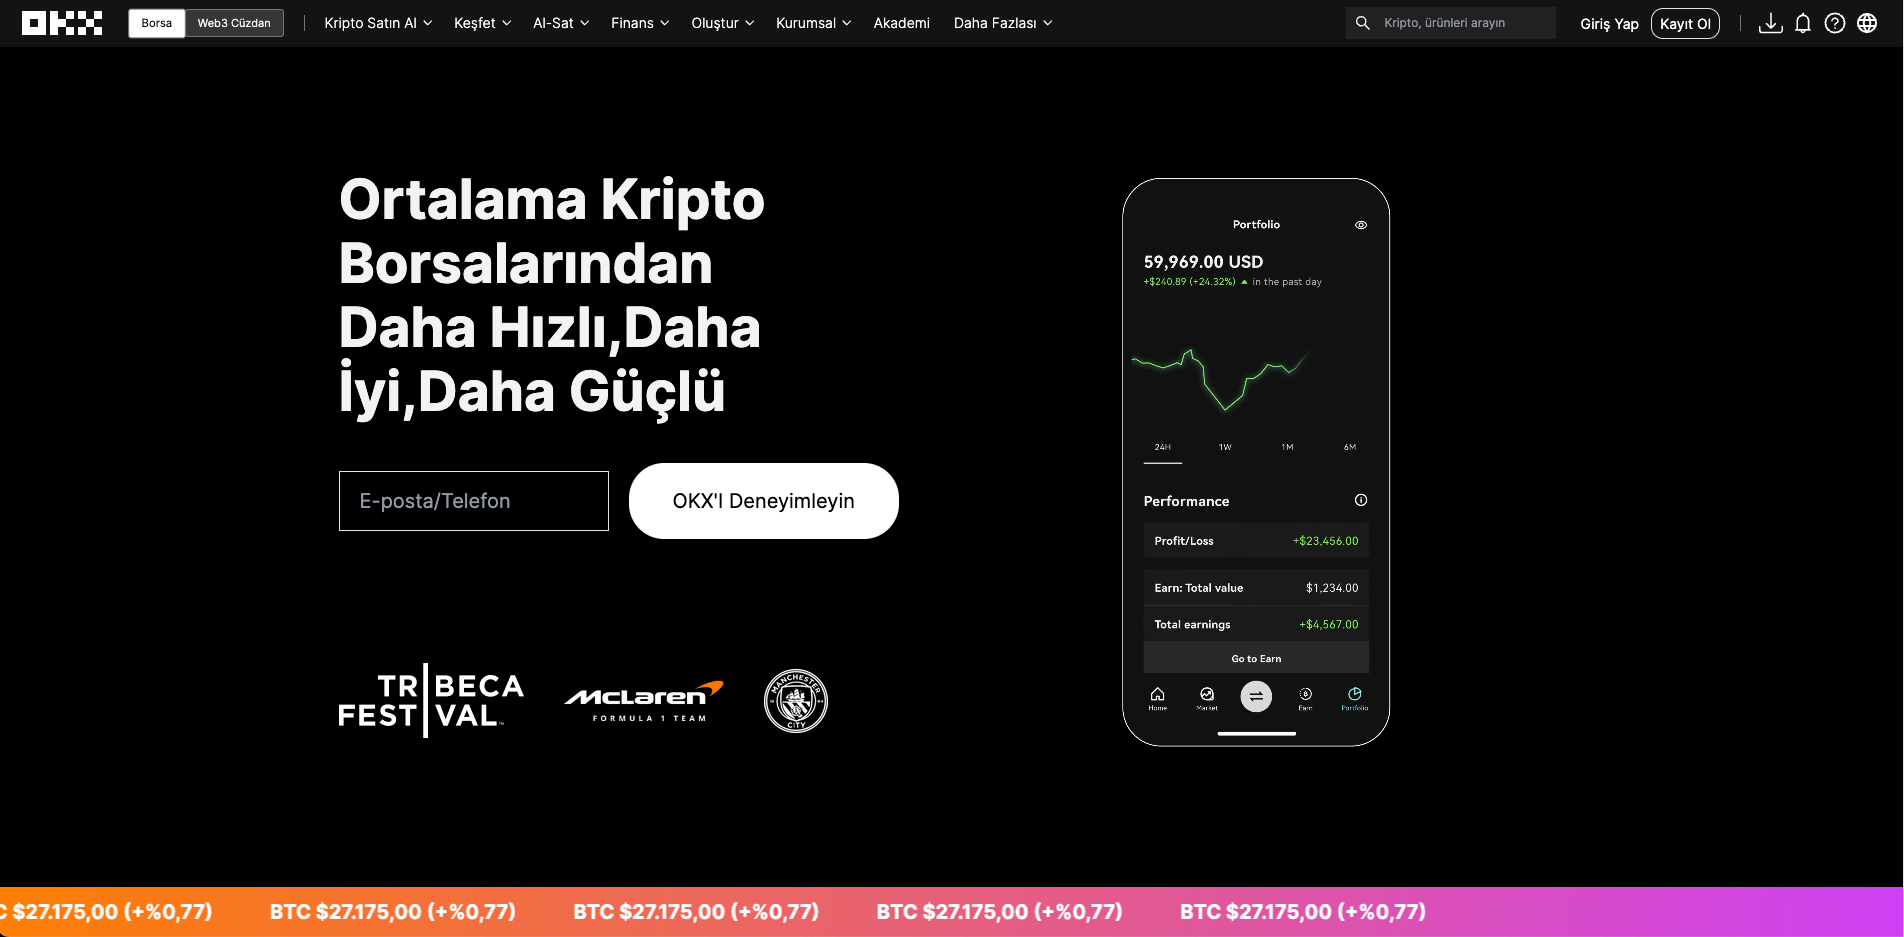 OKX
Borsa
Web3 Cüzdan
Kripto Satın Al
Keşfet
Al-Sat
Finans
Oluştur
Kurumsal
Akademi
Daha Fazlası
Kripto, ürünleri arayın
Giriş Yap
Kayıt Ol
Ortalama Kripto
Borsalarından
Daha Hızlı,Daha
İyi,Daha Güçlü
E-posta/Telefon
OKX'I Deneyimleyin
TRIBECA
FESTIVAL™
McLaren
FORMULA 1 TEAM
MANCHESTER
18 94
CITY
Portfolio
59,969.00 USD
+$240.89 (+24.32%) ▲ in the past day
24H 1W 1M 6M
Performance
Profit/Loss +$23,456.00
Earn: Total value $1,234.00
Total earnings +$4,567.00
Go to Earn
Home Market Earn Portfolio
C $27.175,00 (+%0,77) BTC $27.175,00 (+%0,77) BTC $27.175,00 (+%0,77) BTC $27.175,00 (+%0,77) BTC $27.175,00 (+%0,77)